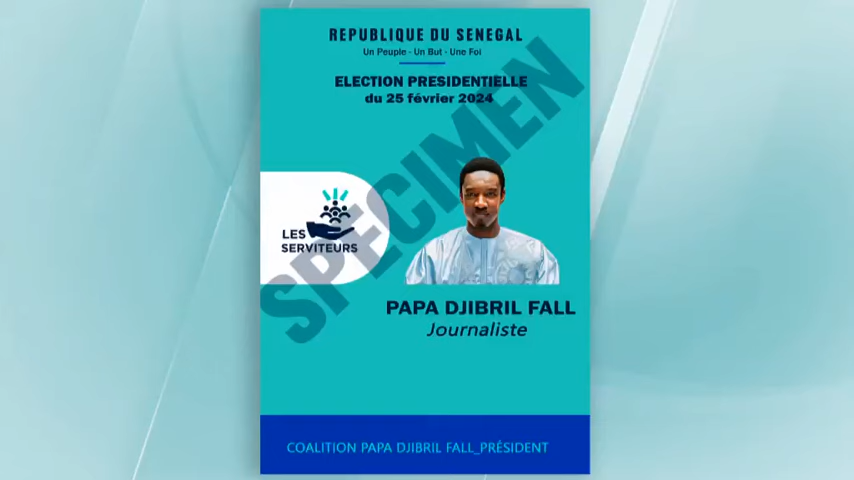 REPUBLIQUE DU SENEGAL
Un Peuple - Un But - Une Foi
ELECTION PRESIDENTIELLE
du 25 février 2024
SPECIMEN
LES
SERVITEURS
PAPA DJIBRIL FALL
Journaliste
COALITION PAPA DJIBRIL FALL_PRÉSIDENT